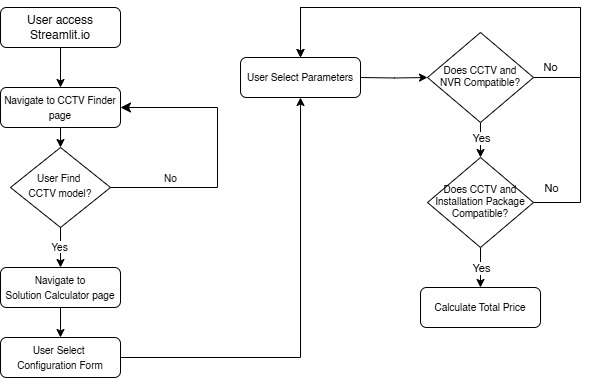 User access
Streamlit.io
Navigate to CCTV Finder
page
User Find
CCTV model?
No
Yes
Navigate to
Solution Calculator page
User Select
Configuration Form
User Select Parameters
Does CCTV and
NVR Compatible?
No
Yes
Does CCTV and
Installation Package
Compatible?
No
Yes
Calculate Total Price